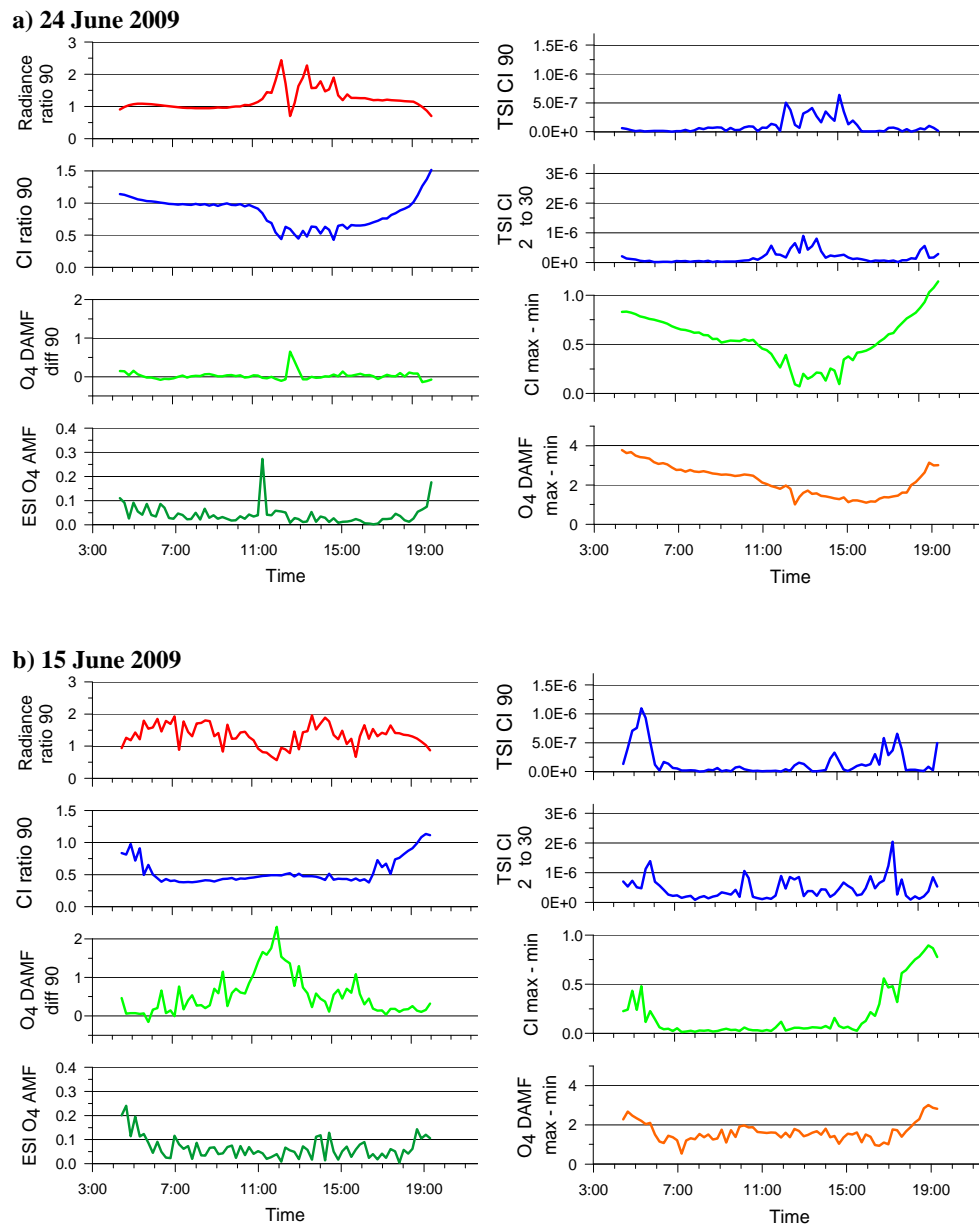 a) 24 June 2009
Radiance
ratio 90
3
2
1
0
CI ratio 90
1.5
1.0
0.5
0.0
O4 DAMF
diff 90
2
1
0
ESI O4 AMF
0.4
0.3
0.2
0.1
0.0
3:00 7:00 11:00 15:00 19:00
Time
TSI CI 90
1.5E-6
1.0E-6
5.0E-7
0.0E+0
TSI CI
2 to 30
3E-6
2E-6
1E-6
0E+0
CI max - min
1.0
0.5
0.0
O4 DAMF
max - min
4
2
0
3:00 7:00 11:00 15:00 19:00
Time
b) 15 June 2009
Radiance
ratio 90
3
2
1
0
CI ratio 90
1.5
1.0
0.5
0.0
O4 DAMF
diff 90
2
1
0
ESI O4 AMF
0.4
0.3
0.2
0.1
0.0
3:00 7:00 11:00 15:00 19:00
Time
TSI CI 90
1.5E-6
1.0E-6
5.0E-7
0.0E+0
TSI CI
2 to 30
3E-6
2E-6
1E-6
0E+0
CI max - min
1.0
0.5
0.0
O4 DAMF
max - min
4
2
0
3:00 7:00 11:00 15:00 19:00
Time